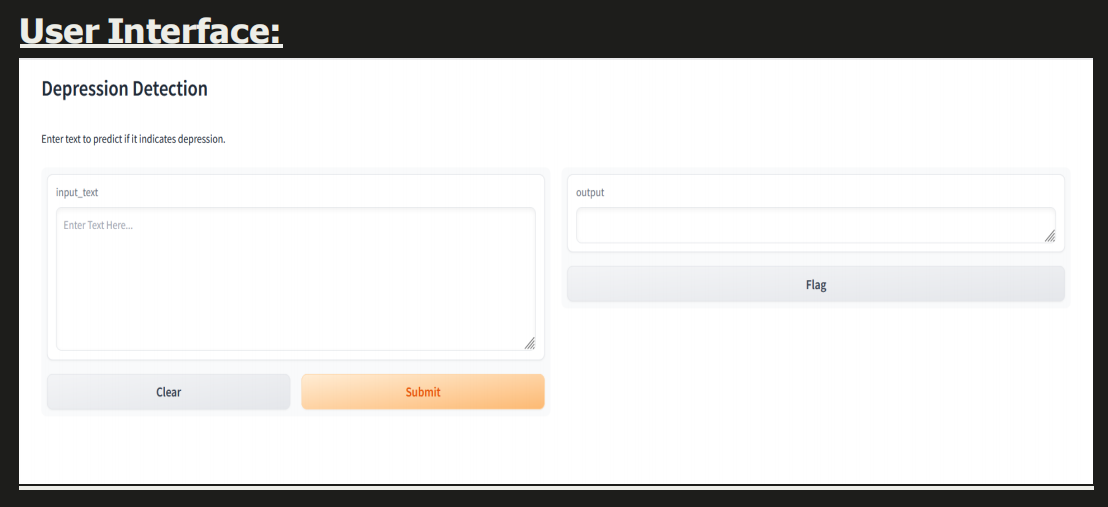 User Interface:
Depression Detection
Enter text to predict if it indicates depression.
input_text
Enter Text Here...
Clear
Submit
output
Flag